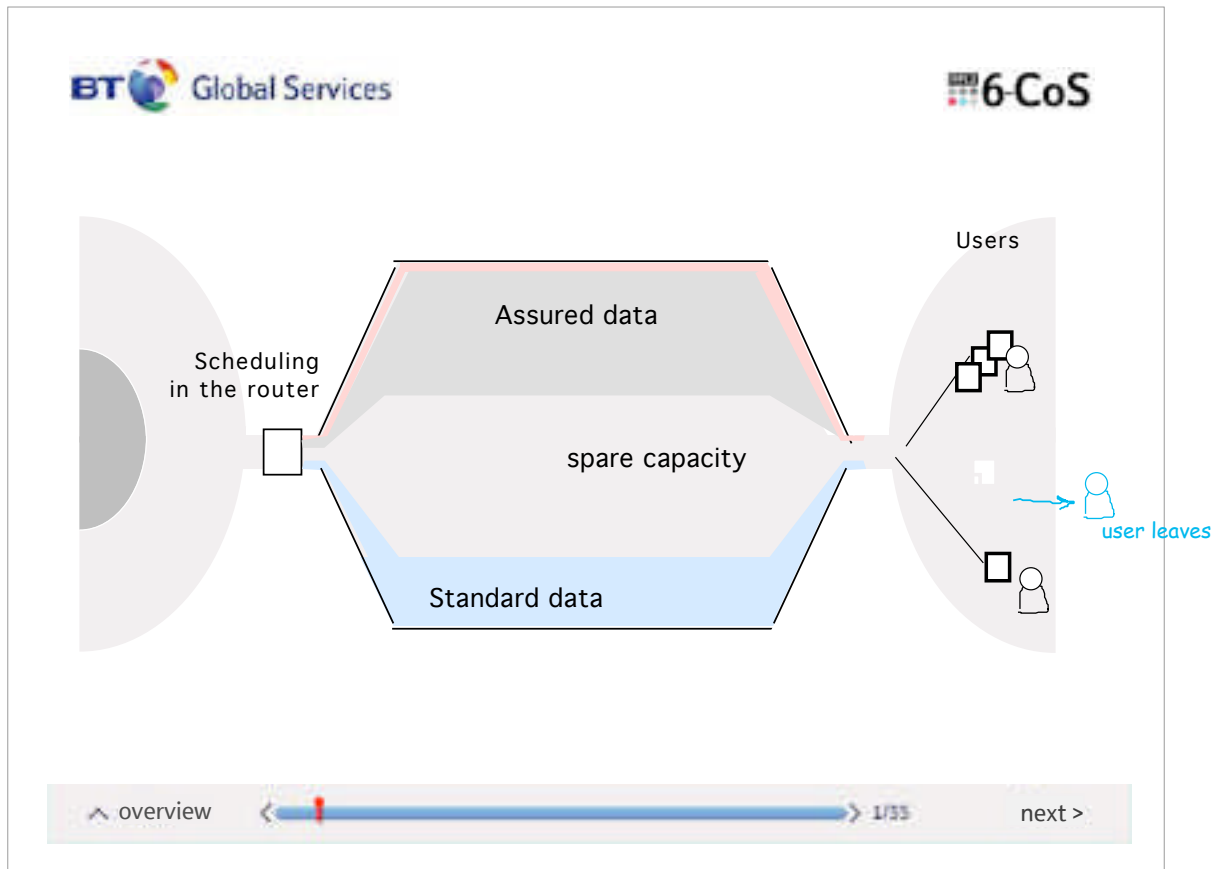 BT Global Services
6-CoS
Users
Assured data
Scheduling
in the router
spare capacity
user leaves
Standard data
overview
1/35
next >